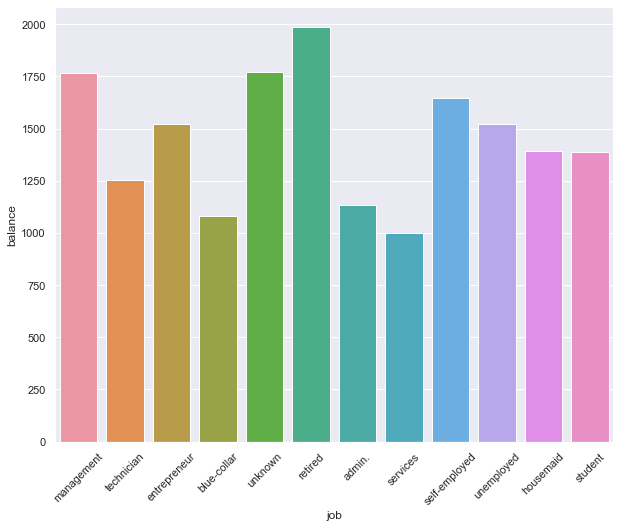 2000
1750
1500
1250
1000
750
500
250
0
balance
management
technician
entrepreneur
blue-collar
unknown
retired
admin.
services
self-employed
unemployed
housemaid
student
job